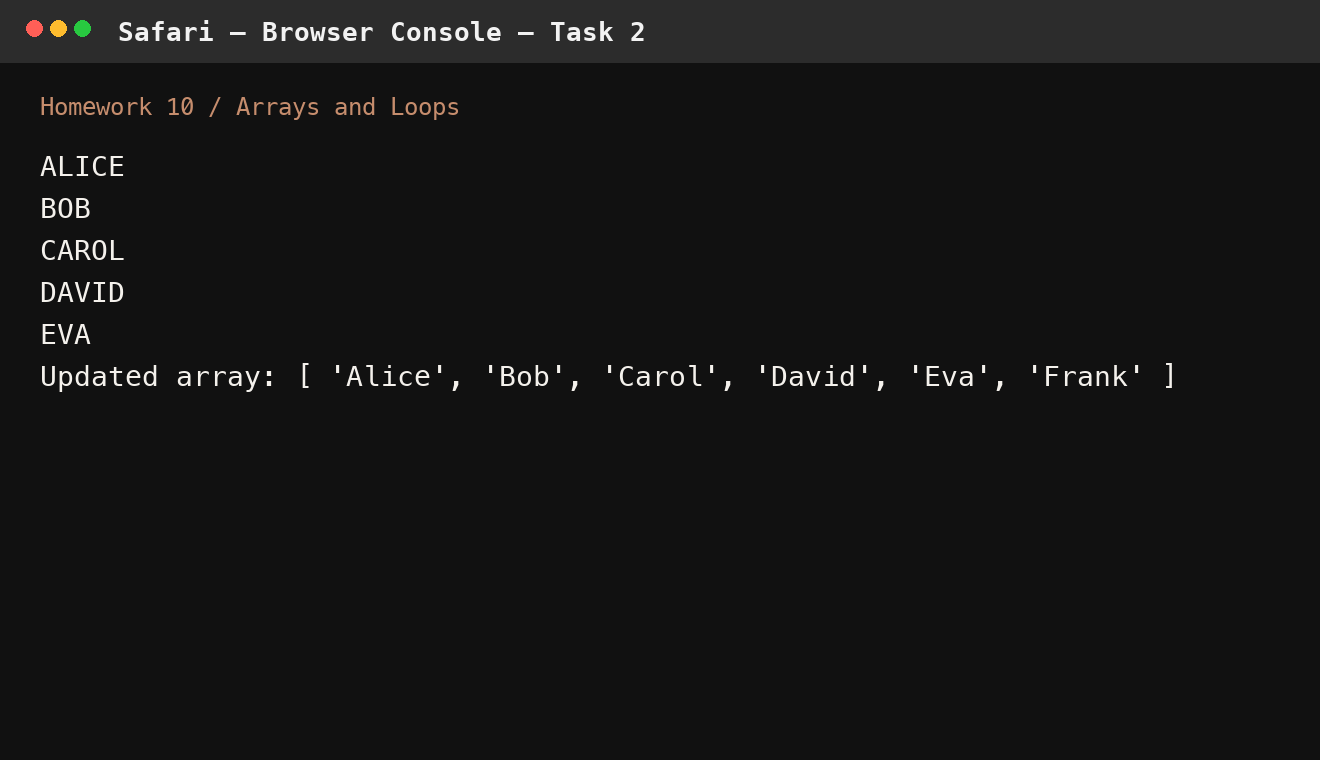 Safari — Browser Console — Task 2
Homework 10 / Arrays and Loops
ALICE
BOB
CAROL
DAVID
EVA
Updated array: [ 'Alice', 'Bob', 'Carol', 'David', 'Eva', 'Frank' ]